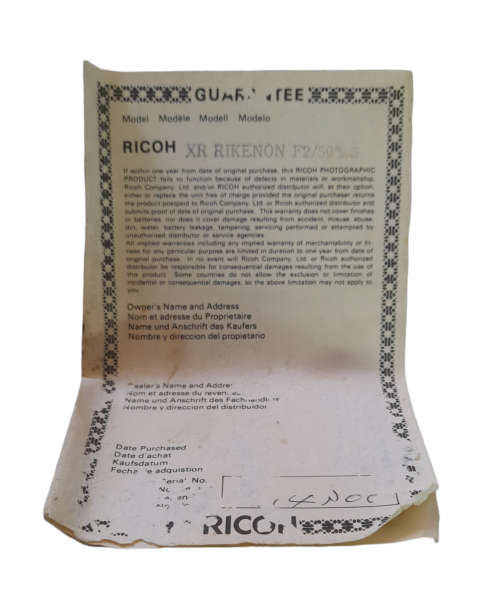 GUARANTEE
Model Modèle Modell Modelo
RICOH XR RIKENON F2/50
If within one year from date of original purchase, this RICOH PHOTOGRAPHIC
PRODUCT fails to function because of defects in materials or workmanship,
Ricoh Company, Ltd. and/or RICOH authorized distributor will, at their option,
either or replace the unit free of charge provided the original purchaser returns
the product postpaid to Ricoh Company, Ltd. or Ricoh authorized distributor and
submits proof of date of original purchase. This warranty does not cover finishes
or batteries, nor does it cover damage resulting from accident, misuse, abuse,
dirt, water, battery leakage, tampering, servicing performed or attempted by
unauthorized distributor or service agencies.
All implied warranties including any implied warranty of merchantability or fit-
ness for any particular purpose are limited in duration to one year from date of
original purchase. In no event will Ricoh Company, Ltd. or Ricoh authorized
distributor be responsible for consequential damages resulting from the use of
this product. Some countries do not allow the exclusion or limitation of
incidental or consequential damages, so the above limitation may not apply to
you.
Owner's Name and Address
Nom et adresse du Proprietaire
Name und Anschrift des Kaufers
Nombre y direccion del propietario
Dealer's Name and Addre
Nom et adresse du reven
Name und Anschrift des Fachhandler
Nombre y direccion del distribuidor
Date Purchased
Date d'achat
Kaufsdatum
Fecha de adquistion
Serial No.
RICOH